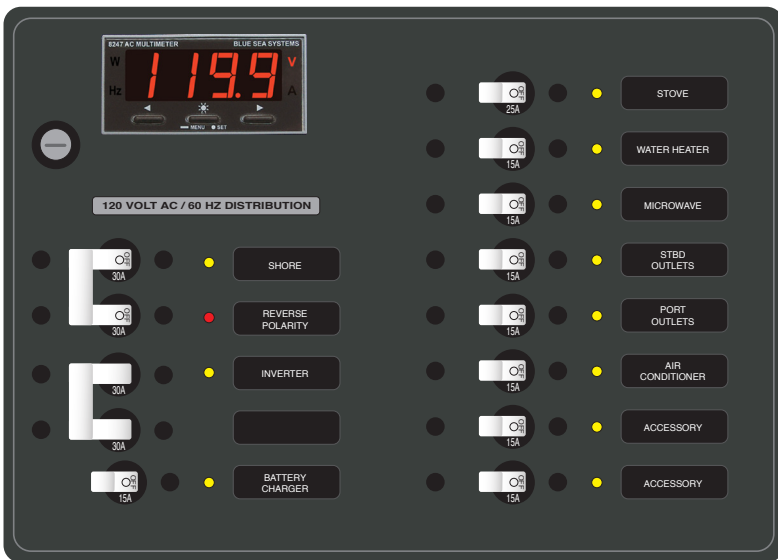 8247 AC MULTIMETER BLUE SEA SYSTEMS
W 119.9 V
Hz A
MENU SET
120 VOLT AC / 60 HZ DISTRIBUTION
OFF
30A
SHORE
OFF
30A
REVERSE
POLARITY
30A
INVERTER
30A
OFF
15A
BATTERY
CHARGER
OFF
25A
STOVE
OFF
15A
WATER HEATER
OFF
15A
MICROWAVE
OFF
15A
STBD
OUTLETS
OFF
15A
PORT
OUTLETS
OFF
15A
AIR
CONDITIONER
OFF
15A
ACCESSORY
OFF
15A
ACCESSORY